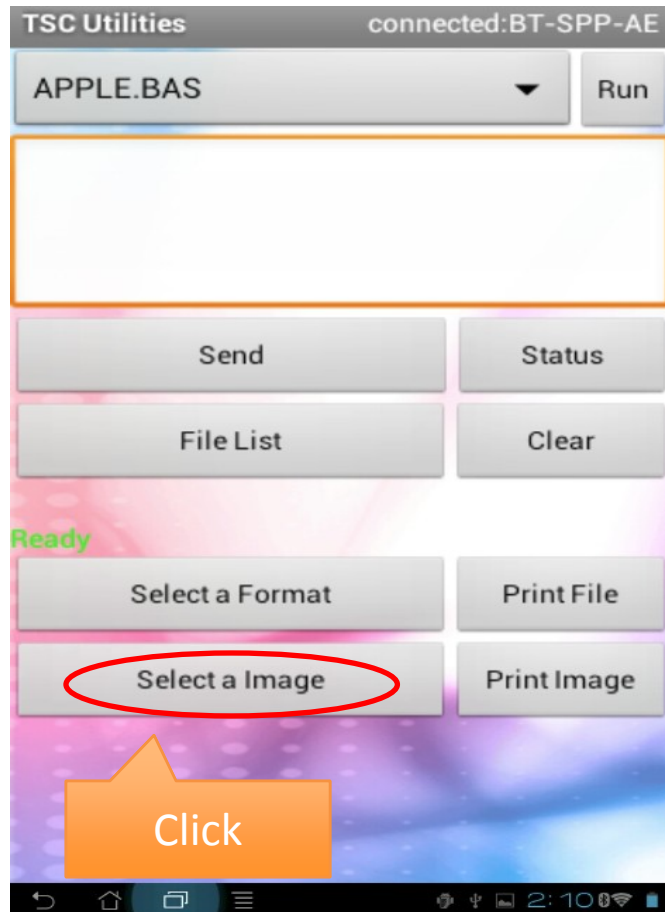 TSC Utilities connected:BT-SPP-AE
APPLE.BAS Run
Send Status
File List Clear
Ready
Select a Format Print File
Select a Image Print Image
Click
2:10